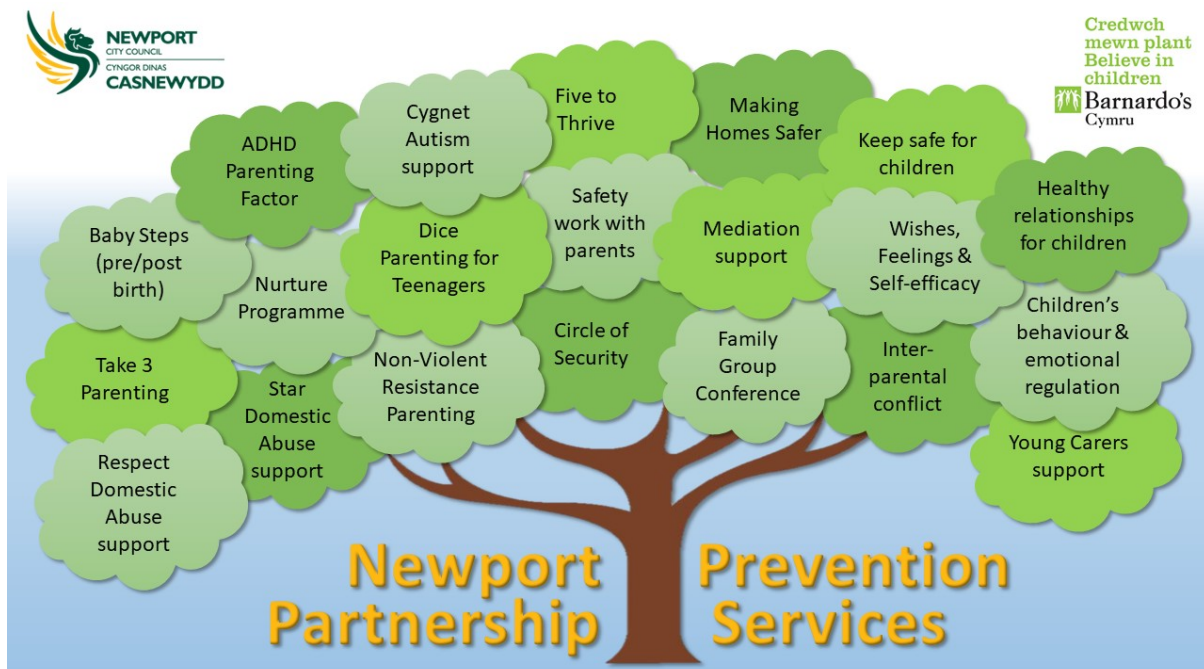 NEWPORT
CITY COUNCIL
CYNGOR DINAS
CASNEWYDD
Credwch
mewn plant
Believe in
children
Barnardo's
Cymru
ADHD
Parenting
Factor
Cygnet
Autism
support
Five to
Thrive
Making
Homes Safer
Keep safe for
children
Healthy
relationships
for children
Baby Steps
(pre/post
birth)
Nurture
Programme
Dice
Parenting for
Teenagers
Safety
work with
parents
Mediation
support
Wishes,
Feelings &
Self-efficacy
Take 3
Parenting
Star
Domestic
Abuse
support
Non-Violent
Resistance
Parenting
Circle of
Security
Family
Group
Conference
Inter-
parental
conflict
Children's
behaviour &
emotional
regulation
Respect
Domestic
Abuse
support
Young Carers
support
Newport
Partnership
Prevention
Services